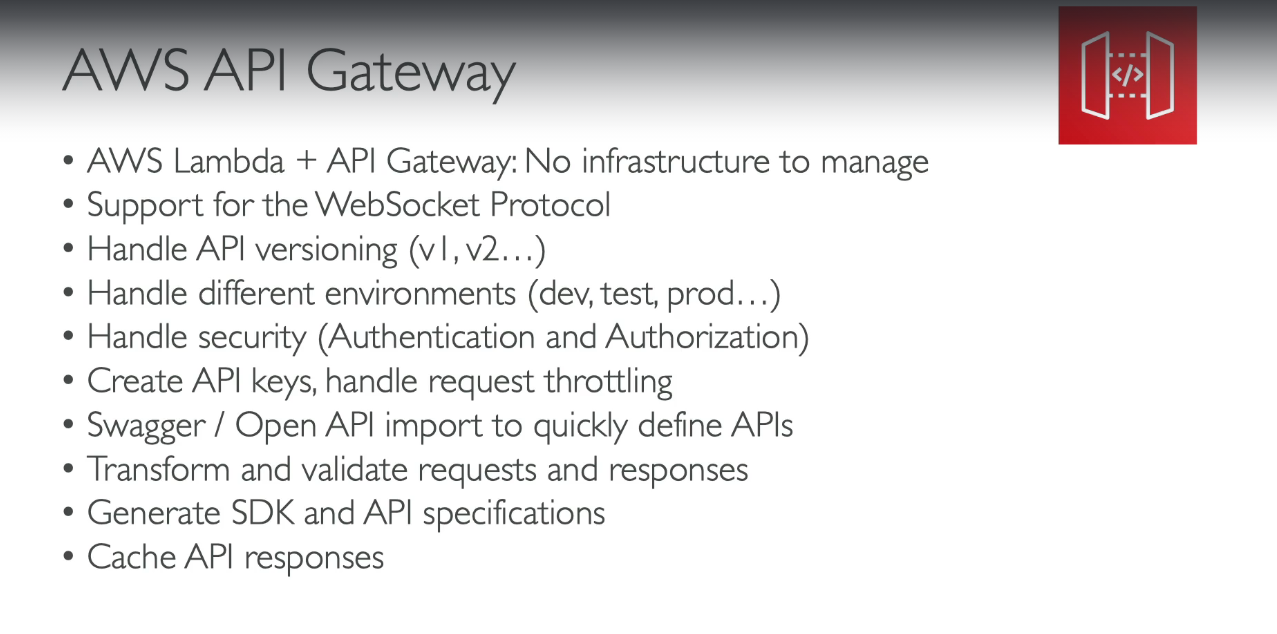 AWS API Gateway
</>
• AWS Lambda + API Gateway: No infrastructure to manage
• Support for the WebSocket Protocol
• Handle API versioning (v1, v2…)
• Handle different environments (dev, test, prod…)
• Handle security (Authentication and Authorization)
• Create API keys, handle request throttling
• Swagger / Open API import to quickly define APIs
• Transform and validate requests and responses
• Generate SDK and API specifications
• Cache API responses